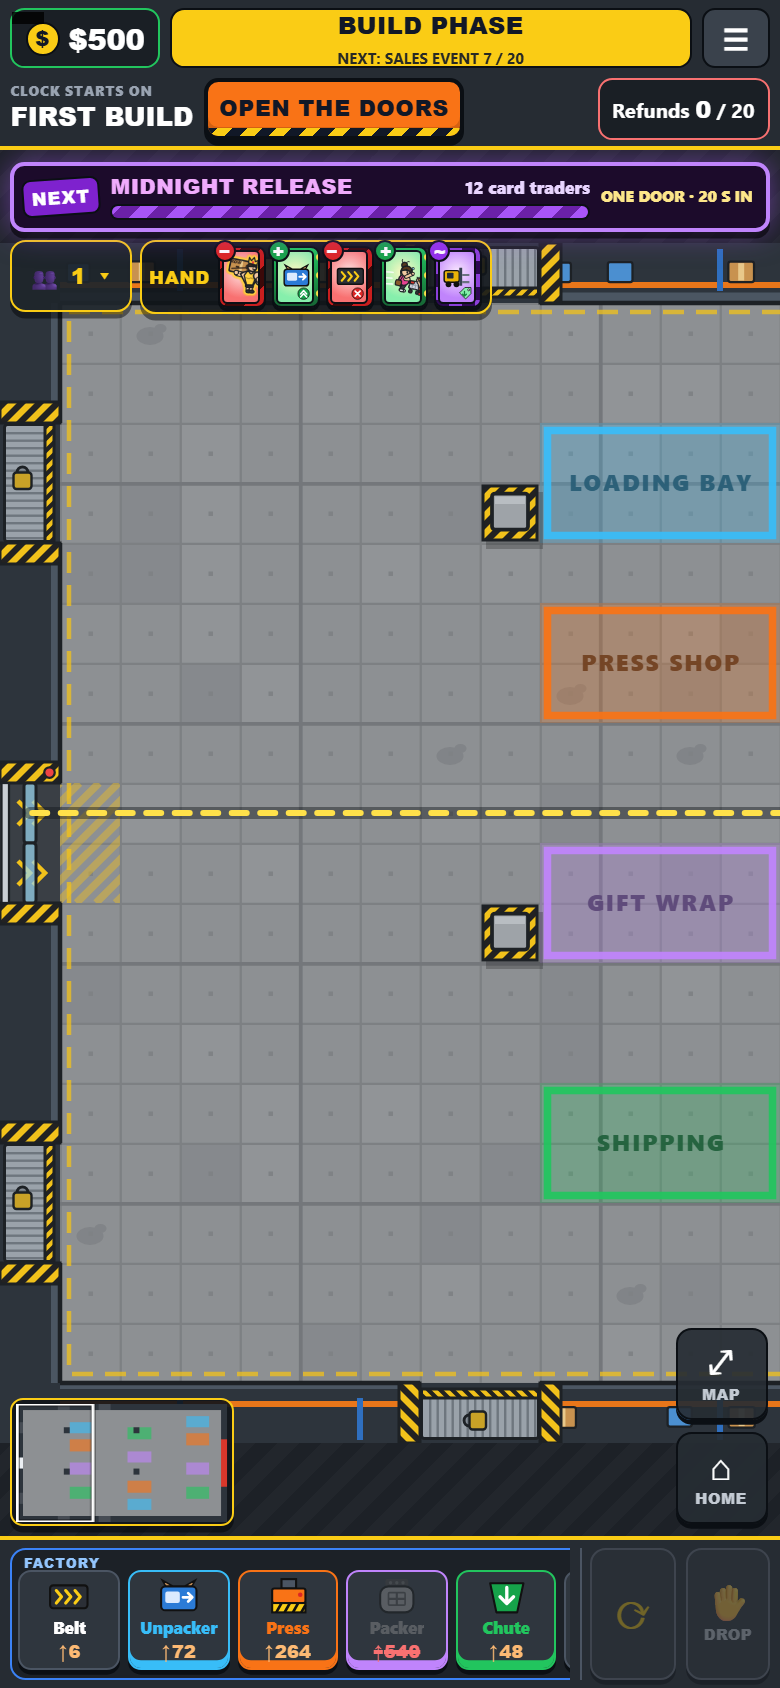 $500
BUILD PHASE
NEXT: SALES EVENT 7 / 20
CLOCK STARTS ON
FIRST BUILD
OPEN THE DOORS
Refunds 0 / 20
NEXT
MIDNIGHT RELEASE
12 card traders
ONE DOOR · 20 S IN
1
HAND
LOADING BAY
PRESS SHOP
GIFT WRAP
SHIPPING
MAP
HOME
FACTORY
Belt
↑6
Unpacker
↑72
Press
↑264
Packer
↑540
Chute
↑48
DROP